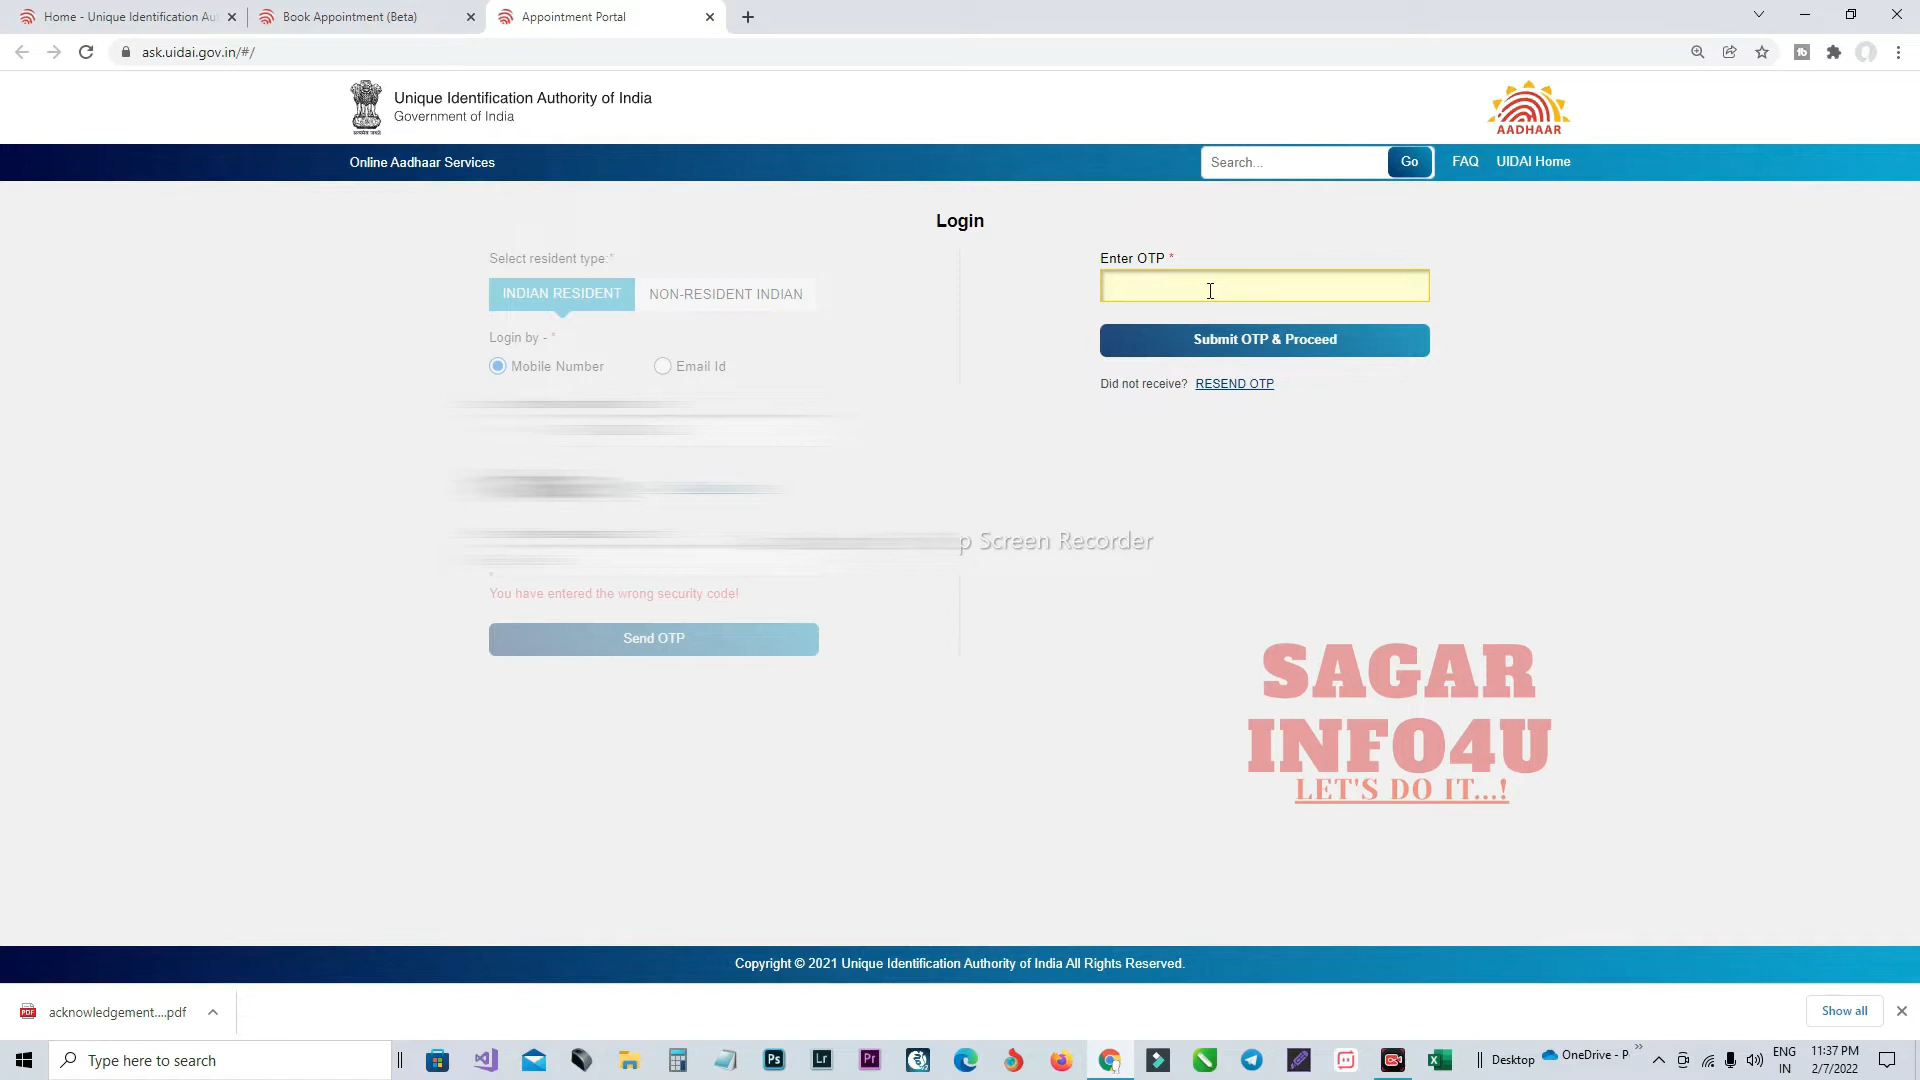 Home - Unique Identification Au
Book Appointment (Beta)
Appointment Portal
ask.uidai.gov.in/#/
Unique Identification Authority of India
Government of India
AADHAAR
Online Aadhaar Services
Search...
Go
FAQ
UIDAI Home
Login
Select resident type:*
INDIAN RESIDENT
NON-RESIDENT INDIAN
Login by - *
Mobile Number
Email Id
Enter OTP *
Submit OTP & Proceed
Did not receive? RESEND OTP
p Screen Recorder
You have entered the wrong security code!
Send OTP
SAGAR
INFO4U
LET'S DO IT...!
Copyright © 2021 Unique Identification Authority of India All Rights Reserved.
acknowledgement....pdf
Show all
Type here to search
Ps
Lr
Pr
Desktop
OneDrive - P
ENG
IN
11:37 PM
2/7/2022